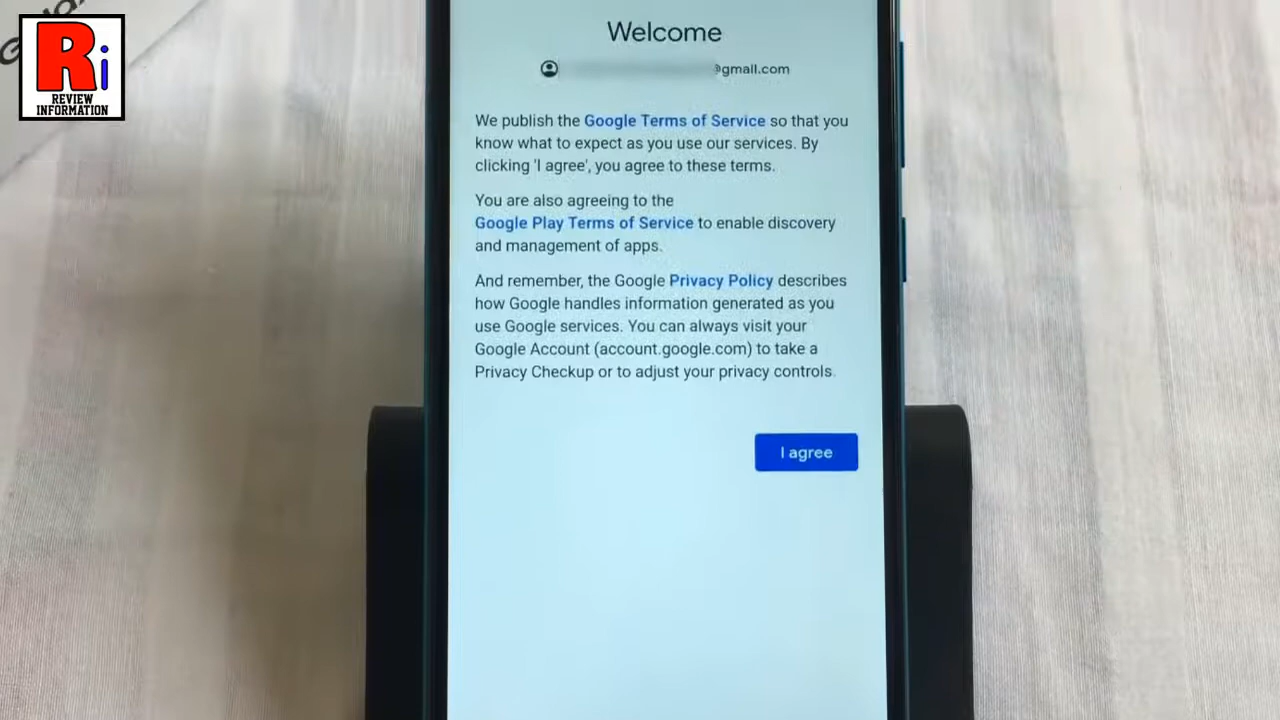 Ri
REVIEW
INFORMATION
Welcome
@gmail.com
We publish the Google Terms of Service so that you
know what to expect as you use our services. By
clicking 'I agree', you agree to these terms.
You are also agreeing to the
Google Play Terms of Service to enable discovery
and management of apps.
And remember, the Google Privacy Policy describes
how Google handles information generated as you
use Google services. You can always visit your
Google Account (account.google.com) to take a
Privacy Checkup or to adjust your privacy controls.
I agree